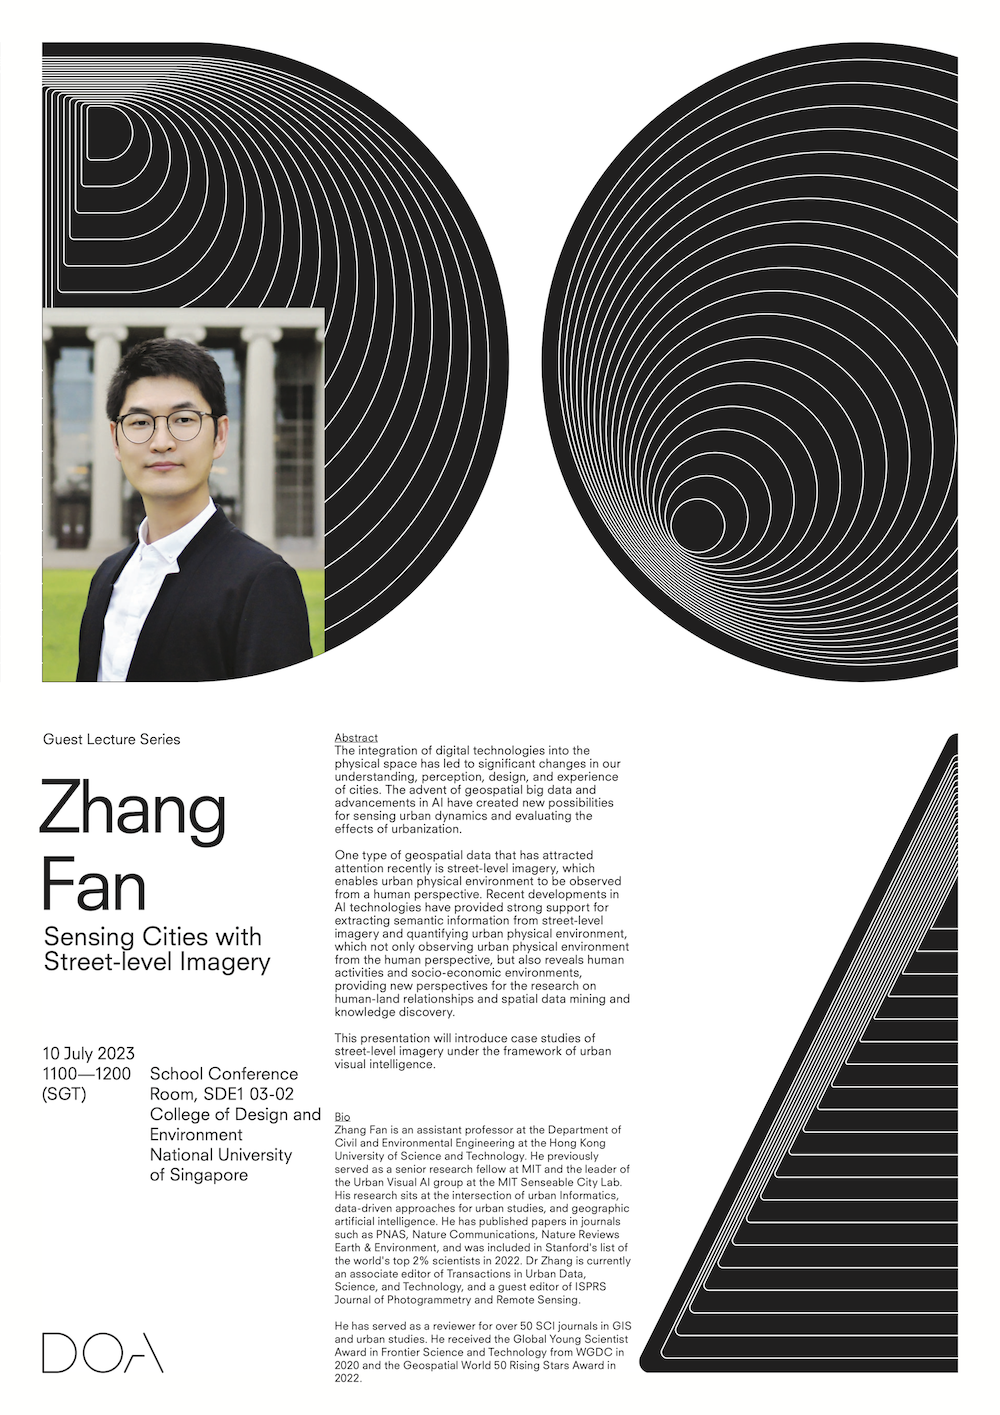 Guest Lecture Series
Zhang
Fan
Sensing Cities with
Street-level Imagery
10 July 2023
1100—1200
(SGT)
School Conference
Room, SDE1 03-02
College of Design and
Environment
National University
of Singapore
Abstract
The integration of digital technologies into the
physical space has led to significant changes in our
understanding, perception, design, and experience
of cities. The advent of geospatial big data and
advancements in AI have created new possibilities
for sensing urban dynamics and evaluating the
effects of urbanization.
One type of geospatial data that has attracted
attention recently is street-level imagery, which
enables urban physical environment to be observed
from a human perspective. Recent developments in
AI technologies have provided strong support for
extracting semantic information from street-level
imagery and quantifying urban physical environment,
which not only observing urban physical environment
from the human perspective, but also reveals human
activities and socio-economic environments,
providing new perspectives for the research on
human-land relationships and spatial data mining and
knowledge discovery.
This presentation will introduce case studies of
street-level imagery under the framework of urban
visual intelligence.
Bio
Zhang Fan is an assistant professor at the Department of
Civil and Environmental Engineering at the Hong Kong
University of Science and Technology. He previously
served as a senior research fellow at MIT and the leader of
the Urban Visual AI group at the MIT Senseable City Lab.
His research sits at the intersection of urban Informatics,
data-driven approaches for urban studies, and geographic
artificial intelligence. He has published papers in journals
such as PNAS, Nature Communications, Nature Reviews
Earth & Environment, and was included in Stanford's list of
the world's top 2% scientists in 2022. Dr Zhang is currently
an associate editor of Transactions in Urban Data,
Science, and Technology, and a guest editor of ISPRS
Journal of Photogrammetry and Remote Sensing.
He has served as a reviewer for over 50 SCI journals in GIS
and urban studies. He received the Global Young Scientist
Award in Frontier Science and Technology from WGDC in
2020 and the Geospatial World 50 Rising Stars Award in
2022.
DOA